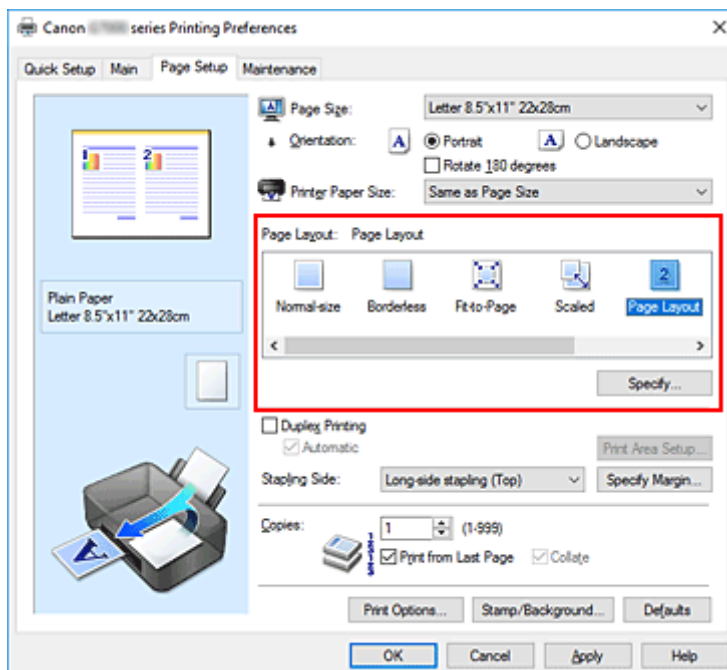 Canon series Printing Preferences
Quick Setup Main Page Setup Maintenance
1 2
Plain Paper
Letter 8.5"x11" 22x28cm
A
Page Size: Letter 8.5"x11" 22x28cm
Orientation: A Portrait A Landscape
Rotate 180 degrees
Printer Paper Size: Same as Page Size
Page Layout: Page Layout
2
Normal-size Borderless Fit-to-Page Scaled Page Layout
Specify...
Duplex Printing
Automatic Print Area Setup...
Stapling Side: Long-side stapling (Top) Specify Margin...
Copies: 1 (1-999)
Print from Last Page Collate
Print Options... Stamp/Background... Defaults
OK Cancel Apply Help